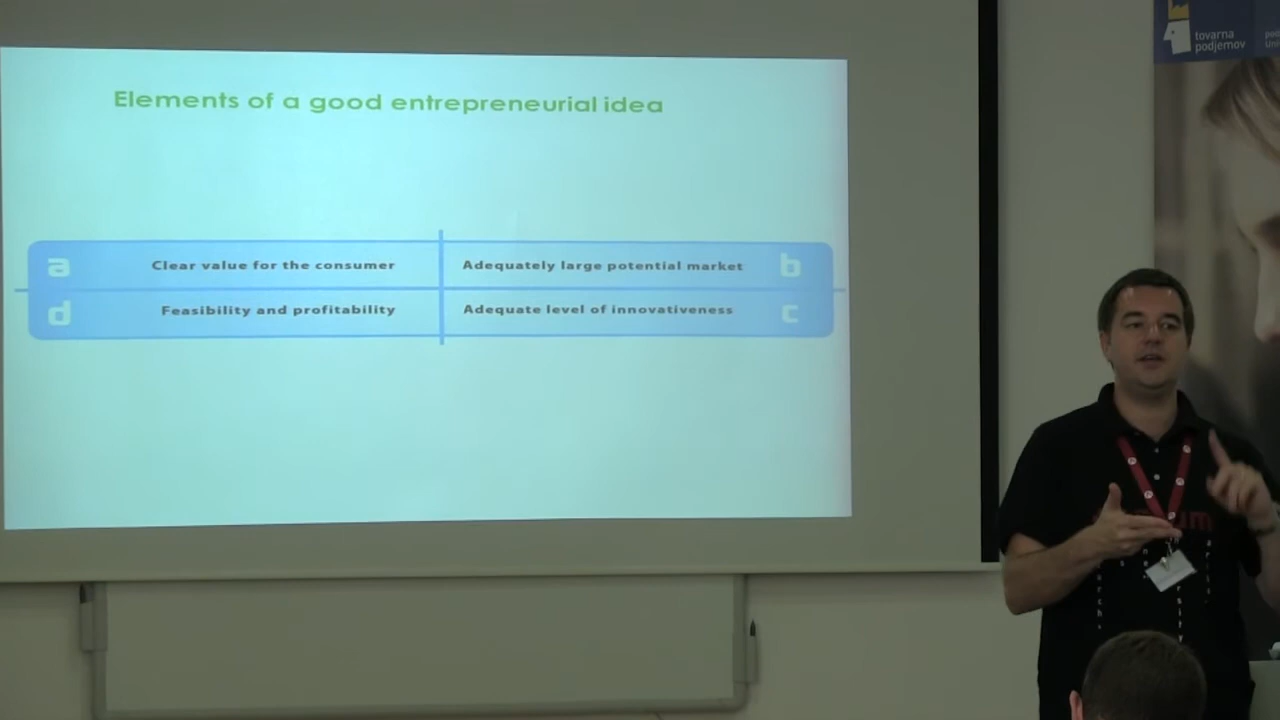 Elements of a good entrepreneurial idea
a Clear value for the consumer
Adequately large potential market b
d Feasibility and profitability
Adequate level of innovativeness c
tovarna
podjemov